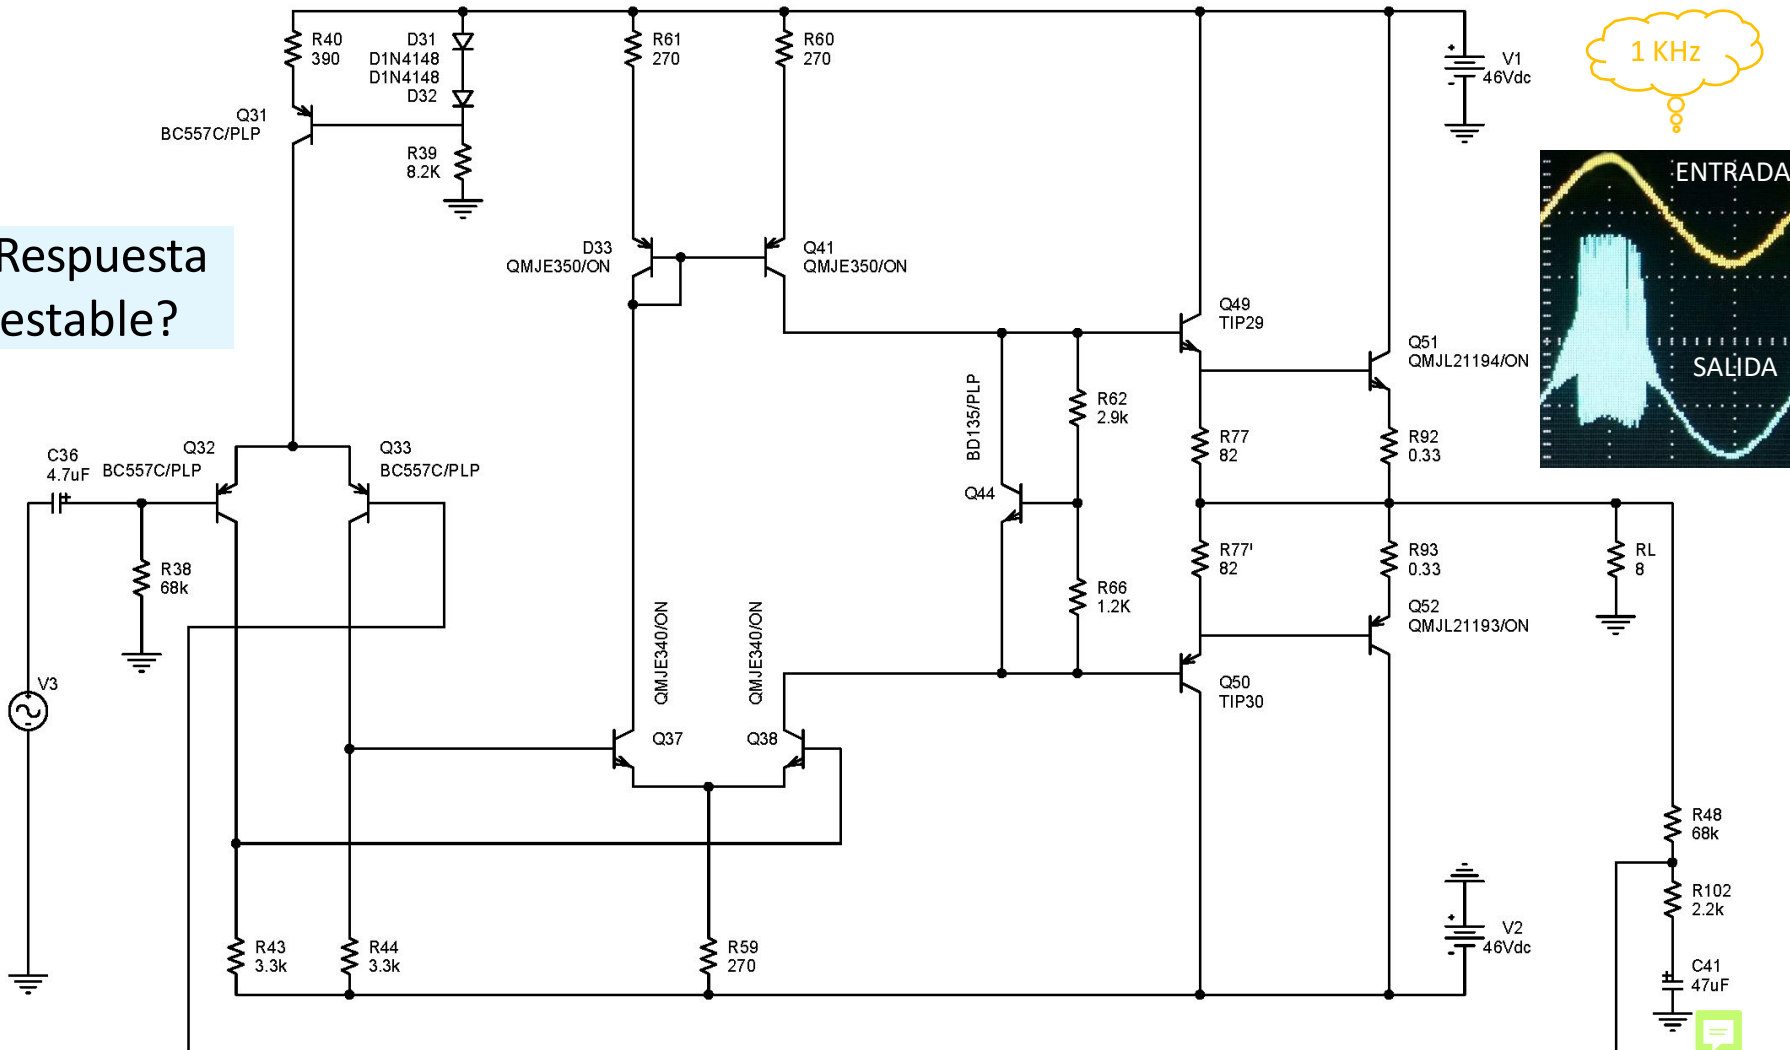 R40
390
D31
D1N4148
D1N4148
D32
R61
270
R60
270
V1
46Vdc
1 KHz
Q31
BC557C/PLP
R39
8.2K
ENTRADA
SALIDA
Respuesta
estable?
D33
QMJE350/ON
Q41
QMJE350/ON
Q49
TIP29
Q51
QMJL21194/ON
BD135/PLP
R62
2.9k
R77
82
R92
0.33
C36
4.7uF
Q32
BC557C/PLP
Q33
BC557C/PLP
Q44
R38
68k
R77'
82
R93
0.33
RL
8
R66
1.2K
Q52
QMJL21193/ON
QMJE340/ON
QMJE340/ON
V3
Q50
TIP30
Q37
Q38
R48
68k
R102
2.2k
R43
3.3k
R44
3.3k
R59
270
V2
46Vdc
C41
47uF